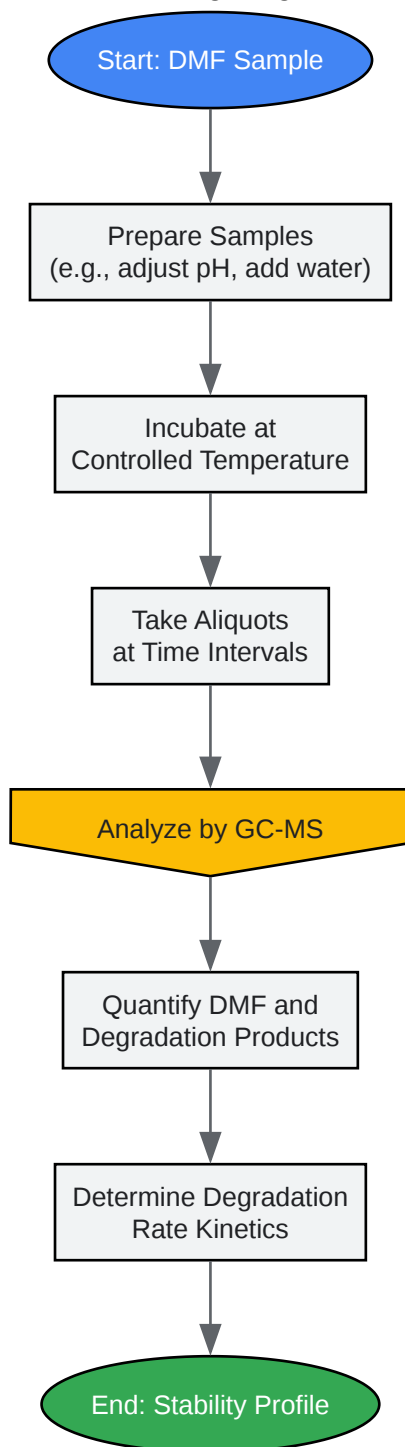 Start: DMF Sample
Prepare Samples
(e.g., adjust pH, add water)
Incubate at
Controlled Temperature
Take Aliquots
at Time Intervals
Analyze by GC-MS
Quantify DMF and
Degradation Products
Determine Degradation
Rate Kinetics
End: Stability Profile